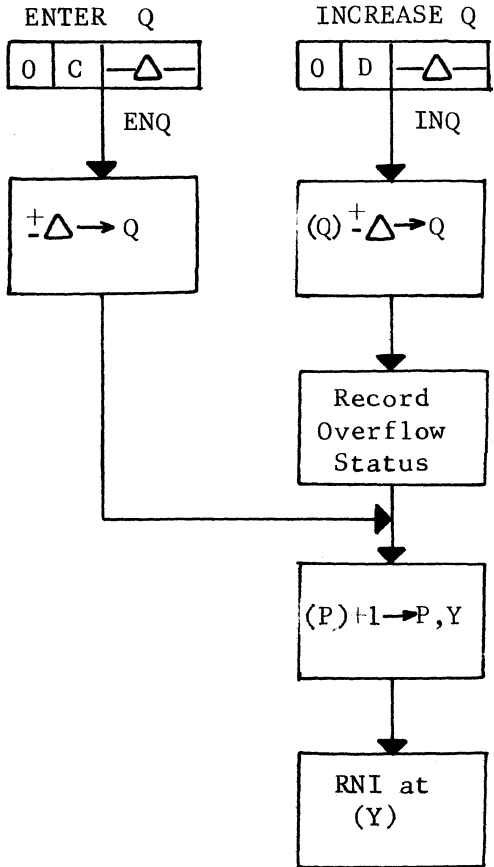 ENTER Q
0 C Δ
ENQ
±Δ→Q
INCREASE Q
0 D Δ
INQ
(Q)±Δ→Q
Record
Overflow
Status
(P)+1→P,Y
RNI at
(Y)